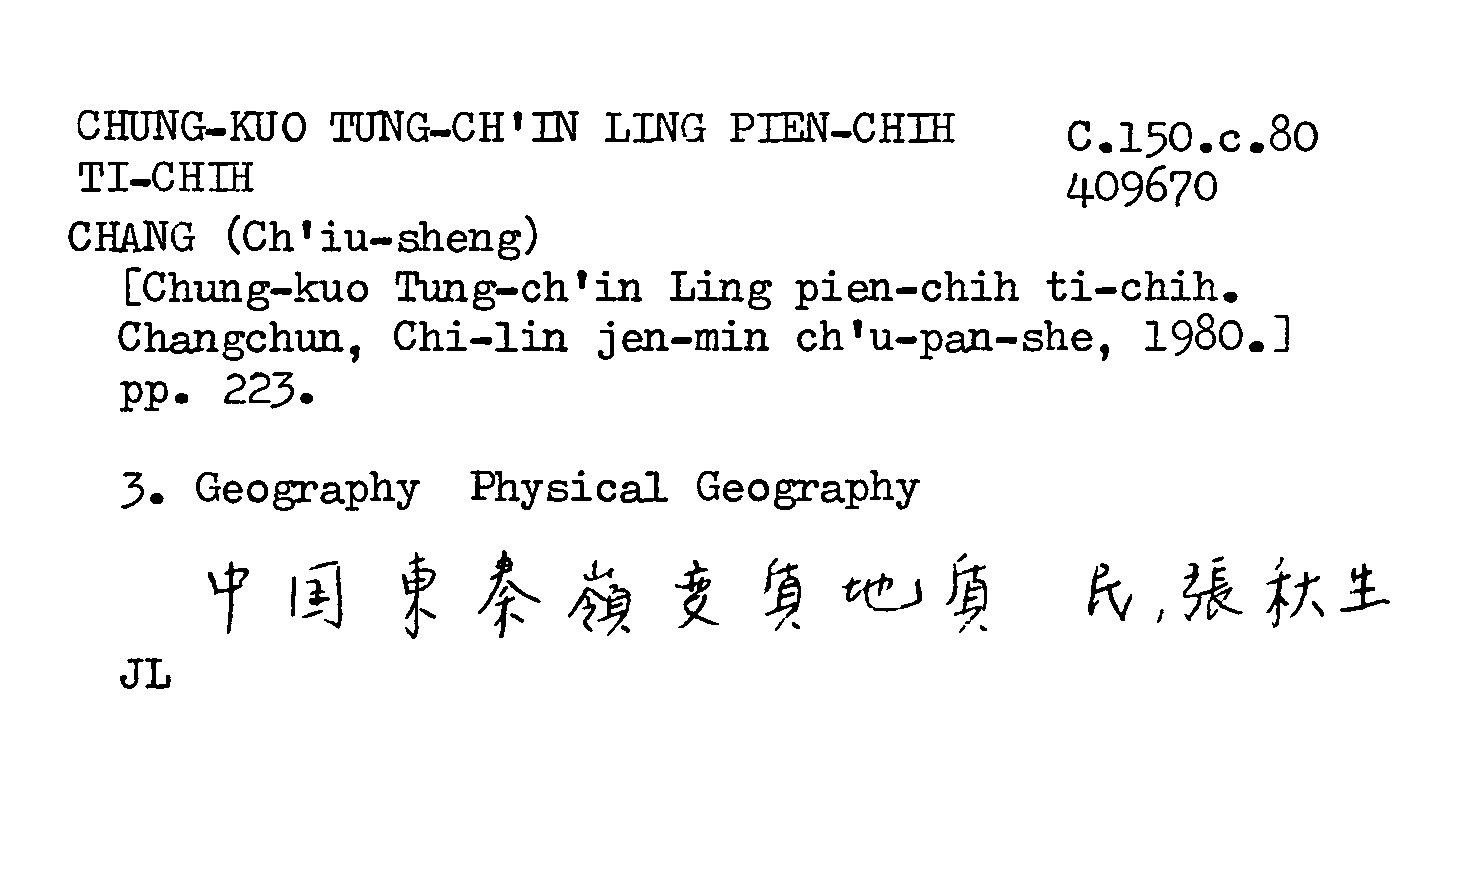 CHUNG-KUO TUNG-CH'IN LING PIEN-CHIH C.150.c.80
TI-CHIH 409670
CHANG (Ch'iu-sheng)
[Chung-kuo Tung-ch'in Ling pien-chih ti-chih.
Changchun, Chi-lin jen-min ch'u-pan-she, 1980.]
pp. 223.
3. Geography Physical Geography
中国東秦嶺变質地質 民,張秋生
JL